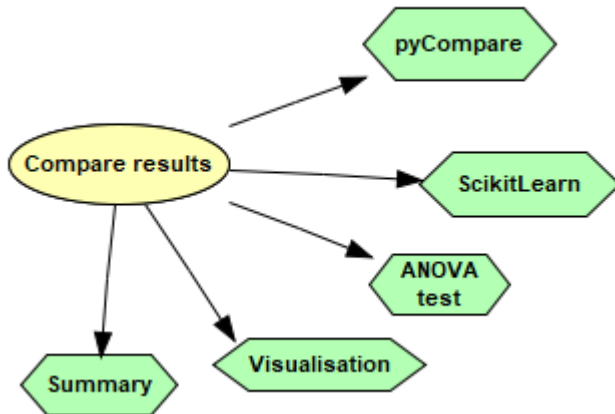 pyCompare
Compare results
ScikitLearn
ANOVA
test
Visualisation
Summary